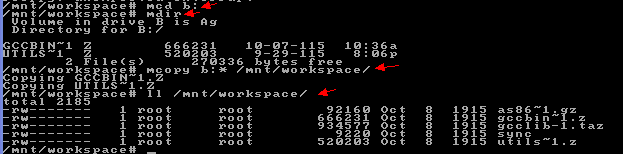 /mnt/workspace# mcd b:
/mnt/workspace# mdir
Volume in drive B is Ag
Directory for B:/
GCCBIN~1 Z 666231 10-07-115 10:36a
UTILS~1 Z 520203 9-29-115 8:06p
2 File(s) 270336 bytes free
/mnt/workspace# mcopy b:* /mnt/workspace/
Copying GCCBIN~1.Z
Copying UTILS~1.Z
/mnt/workspace# ll /mnt/workspace/
total 2185
-rw------- 1 root root 92160 Oct 8 1915 as86~1.gz
-rw------- 1 root root 666231 Oct 8 1915 gccbin~1.z
-rw------- 1 root root 934577 Oct 8 1915 gcclib-1.taz
-rw------- 1 root root 9220 Oct 8 1915 sync
-rw------- 1 root root 520203 Oct 8 1915 utils~1.z
/mnt/workspace# _